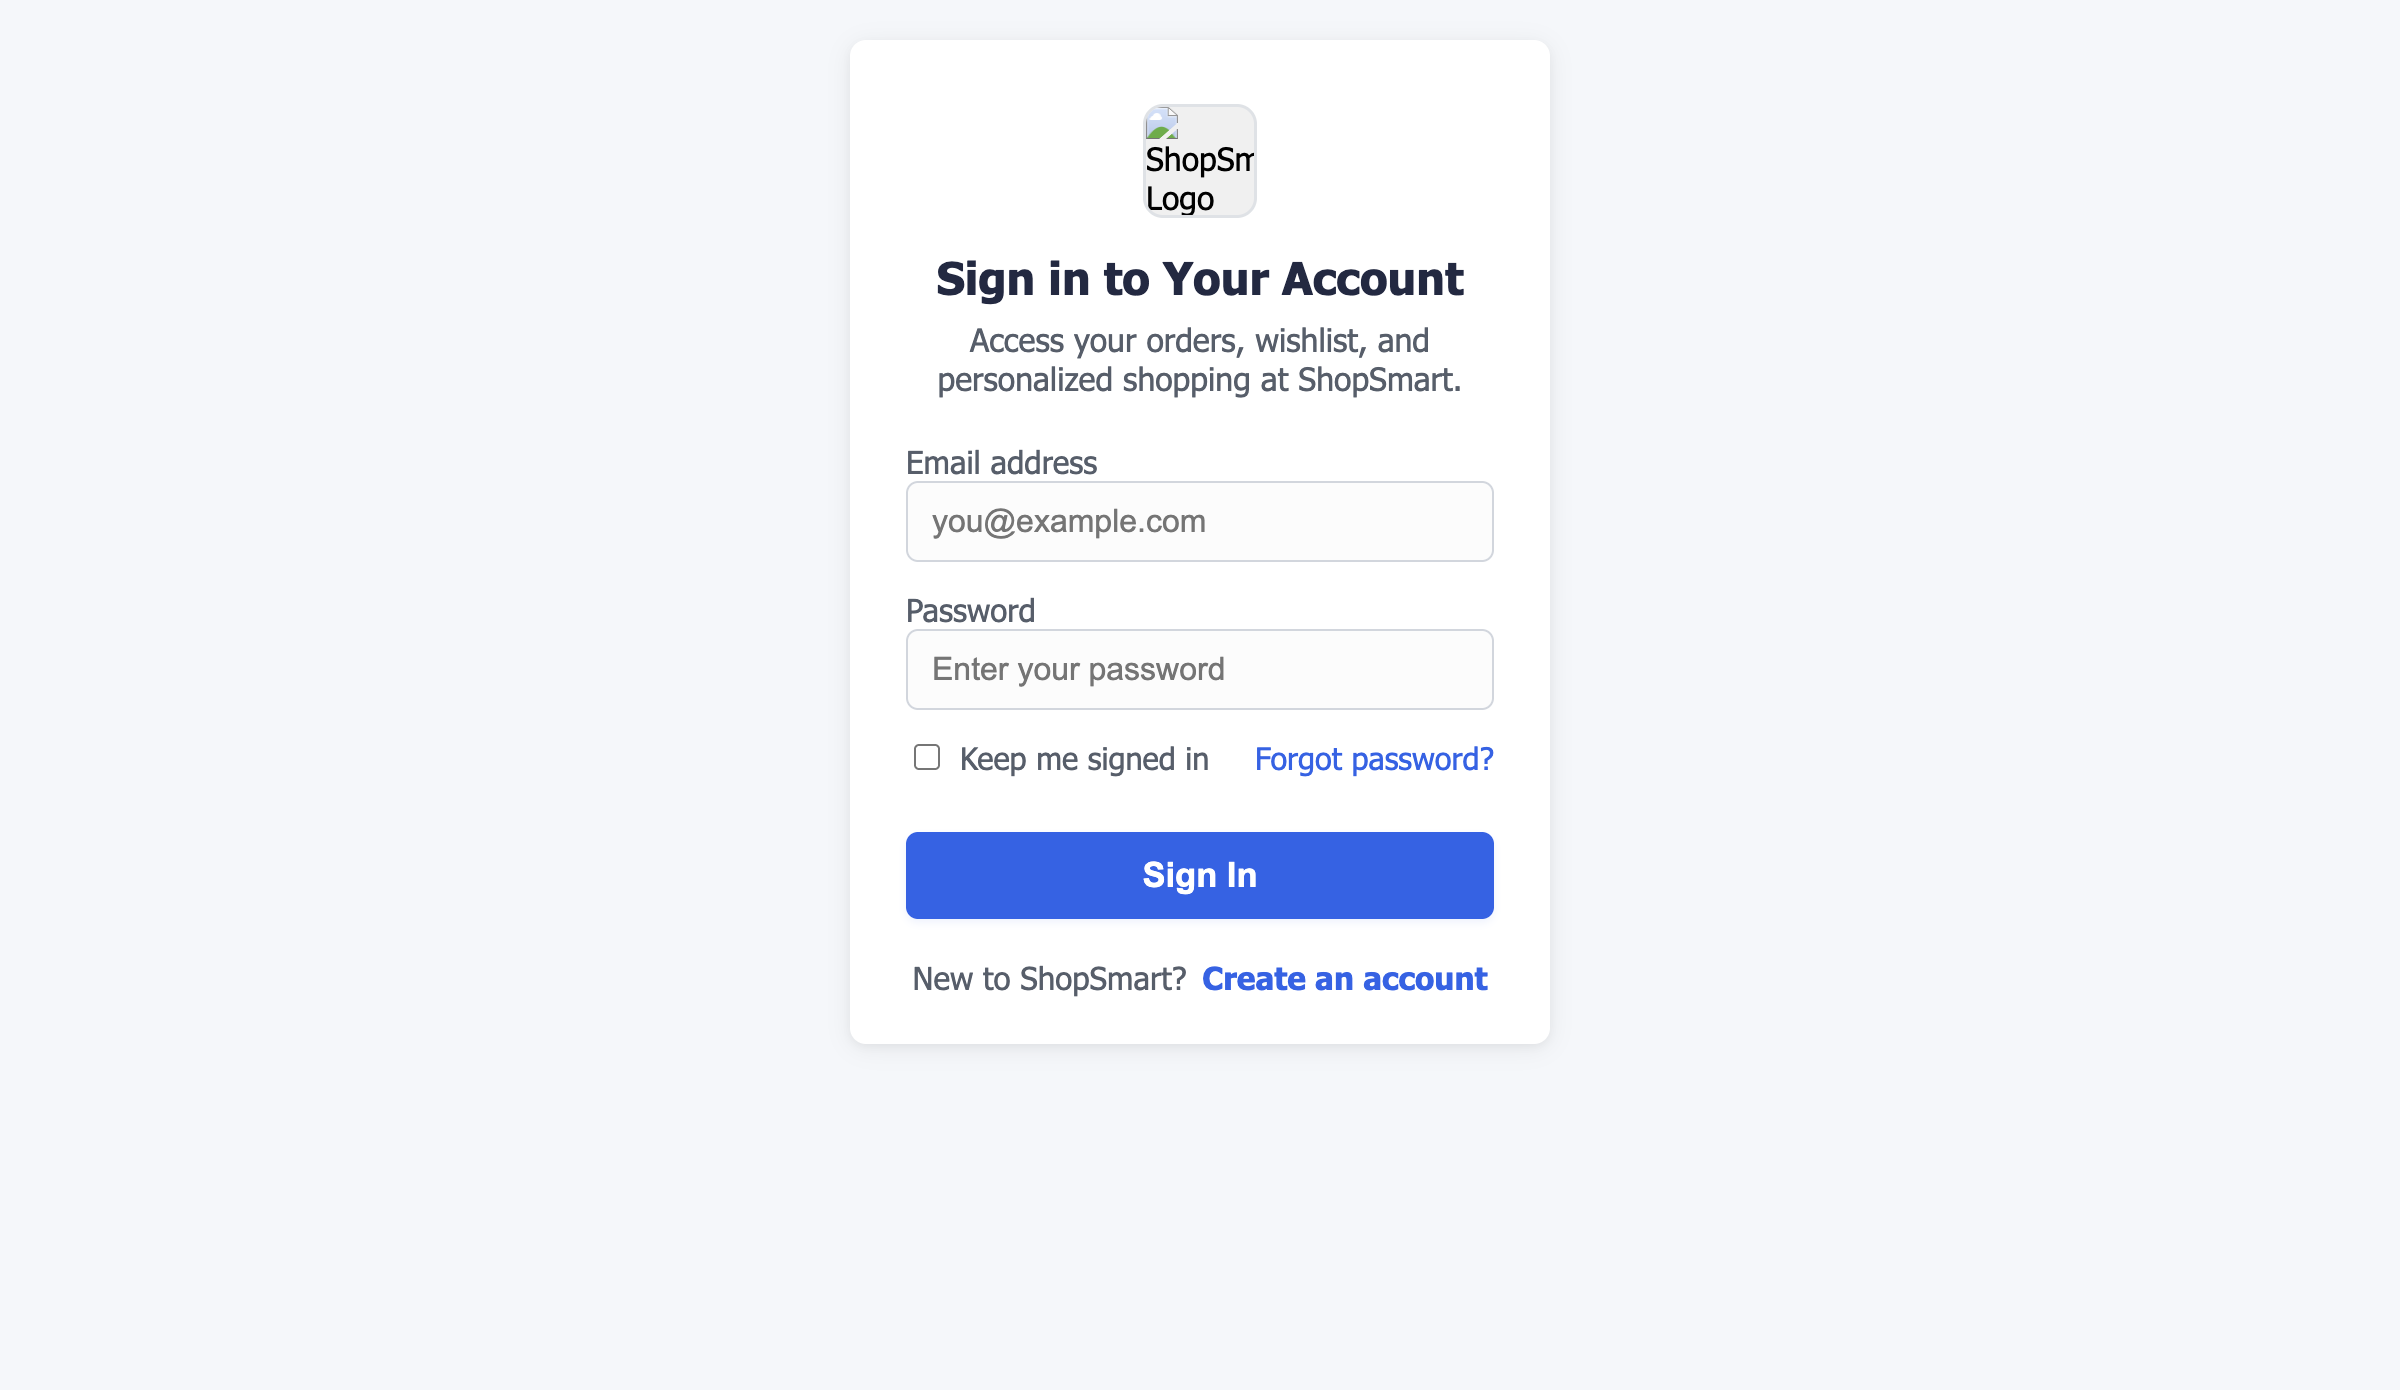 ShopSm
Logo
Sign in to Your Account
Access your orders, wishlist, and
personalized shopping at ShopSmart.
Email address
you@example.com
Password
Enter your password
Keep me signed in Forgot password?
Sign In
New to ShopSmart? Create an account